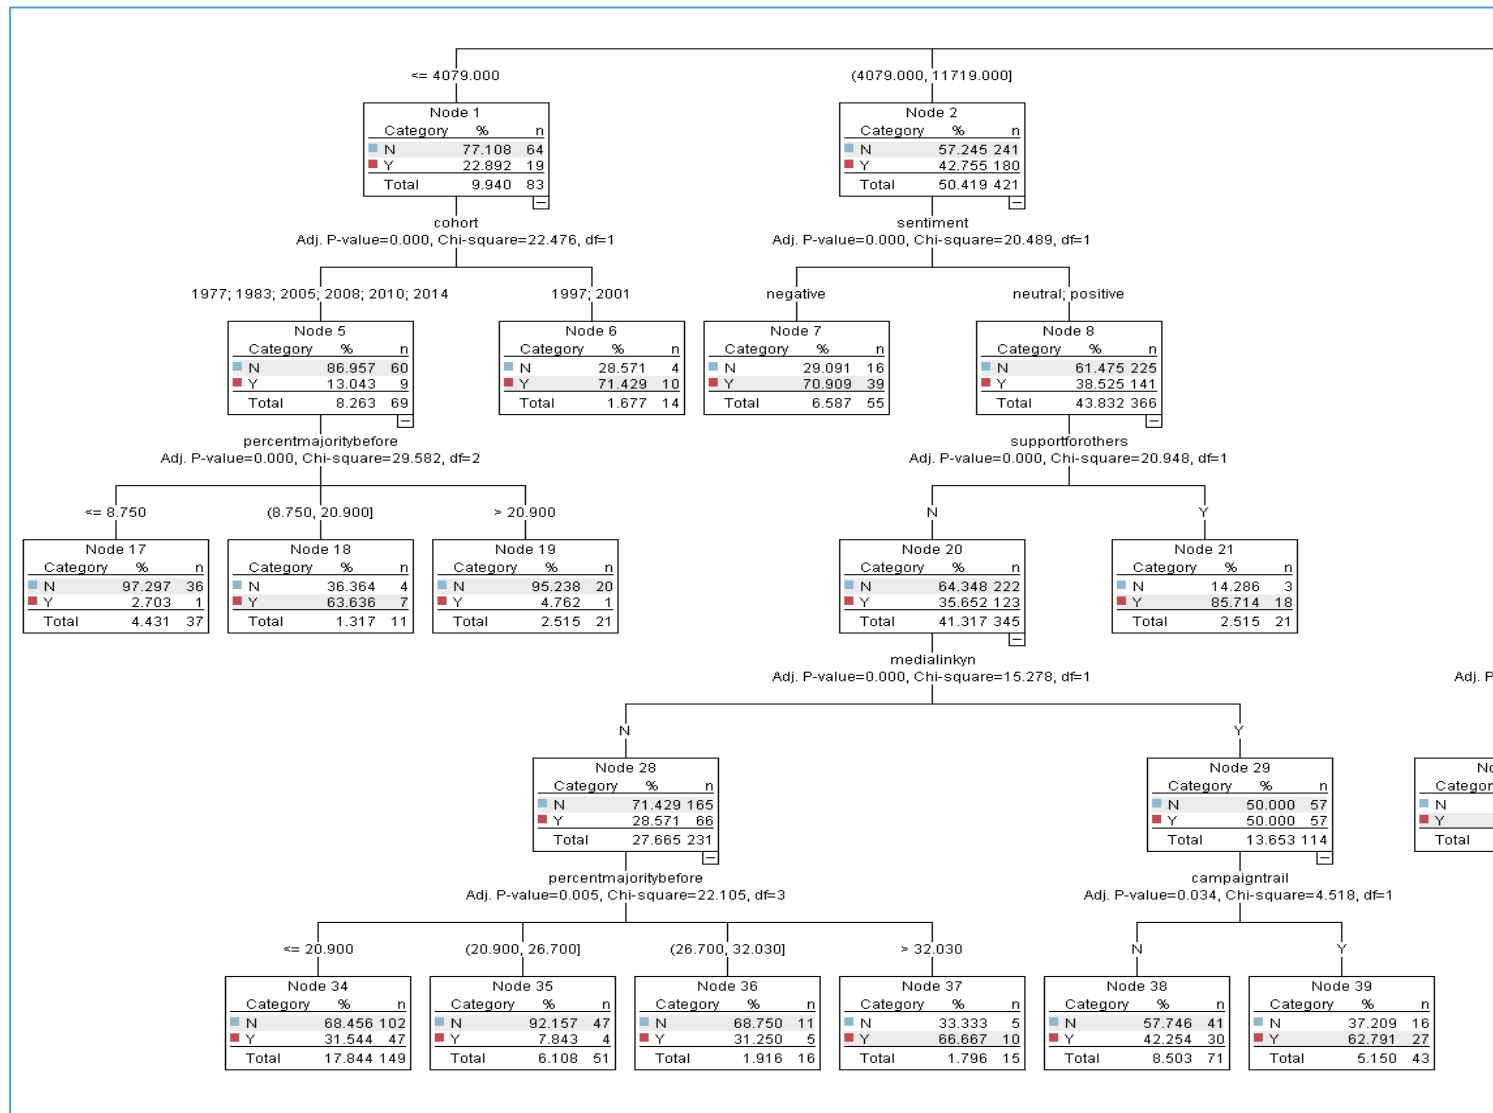 <= 4079.000
(4079.000, 11719.000]
Node 1
Category % n
N 77.108 64
Y 22.892 19
Total 9.940 83
Node 2
Category % n
N 57.245 241
Y 42.755 180
Total 50.419 421
cohort
Adj. P-value=0.000, Chi-square=22.476, df=1
sentiment
Adj. P-value=0.000, Chi-square=20.489, df=1
1977; 1983; 2005; 2008; 2010; 2014
1997; 2001
negative
neutral; positive
Node 5
Category % n
N 86.957 60
Y 13.043 9
Total 8.263 69
Node 6
Category % n
N 28.571 4
Y 71.429 10
Total 1.677 14
Node 7
Category % n
N 29.091 16
Y 70.909 39
Total 6.587 55
Node 8
Category % n
N 61.475 225
Y 38.525 141
Total 43.832 366
percentmajoritybefore
Adj. P-value=0.000, Chi-square=29.582, df=2
supportforothers
Adj. P-value=0.000, Chi-square=20.948, df=1
<= 8.750
(8.750, 20.900]
> 20.900
N
Y
Node 17
Category % n
N 97.297 36
Y 2.703 1
Total 4.431 37
Node 18
Category % n
N 36.364 4
Y 63.636 7
Total 1.317 11
Node 19
Category % n
N 95.238 20
Y 4.762 1
Total 2.515 21
Node 20
Category % n
N 64.348 222
Y 35.652 123
Total 41.317 345
Node 21
Category % n
N 14.286 3
Y 85.714 18
Total 2.515 21
medialinkyn
Adj. P-value=0.000, Chi-square=15.278, df=1
Adj. P
N
Y
Node 28
Category % n
N 71.429 165
Y 28.571 66
Total 27.665 231
Node 29
Category % n
N 50.000 57
Y 50.000 57
Total 13.653 114
No
Categor
N
Y
Total
percentmajoritybefore
Adj. P-value=0.005, Chi-square=22.105, df=3
campaigntrail
Adj. P-value=0.034, Chi-square=4.518, df=1
<= 20.900
(20.900, 26.700]
(26.700, 32.030]
> 32.030
N
Y
Node 34
Category % n
N 68.456 102
Y 31.544 47
Total 17.844 149
Node 35
Category % n
N 92.157 47
Y 7.843 4
Total 6.108 51
Node 36
Category % n
N 68.750 11
Y 31.250 5
Total 1.916 16
Node 37
Category % n
N 33.333 5
Y 66.667 10
Total 1.796 15
Node 38
Category % n
N 57.746 41
Y 42.254 30
Total 8.503 71
Node 39
Category % n
N 37.209 16
Y 62.791 27
Total 5.150 43